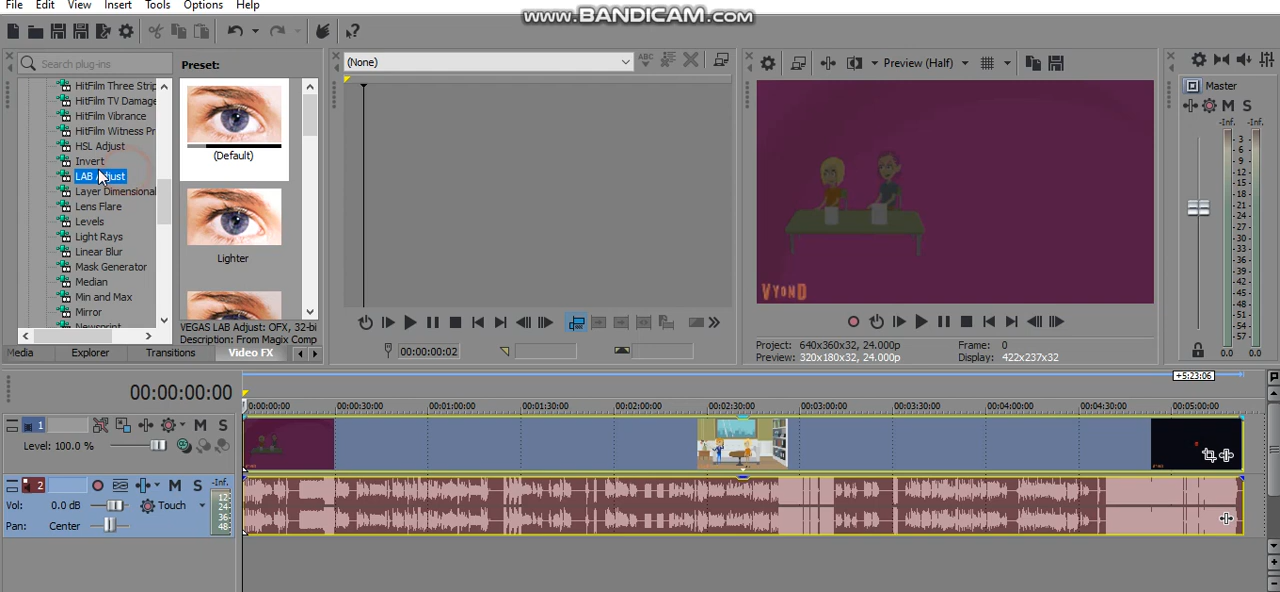 File Edit View Insert Tools Options Help
www.BANDICAM.com
Search plug-ins
Preset:
(None)
Preview (Half)
Master
HitFilm Three Strip
HitFilm TV Damage
HitFilm Vibrance
HitFilm Witness Pr
HSL Adjust
Invert
LAB Adjust
Layer Dimensional
Lens Flare
Levels
Light Rays
Linear Blur
Mask Generator
Median
Min and Max
Mirror
Newsprint
(Default)
Lighter
VEGAS LAB Adjust: OFX, 32-bi
Description: From Magix Comp
Media Explorer Transitions Video FX
00:00:00:02
VYOND
Project: 640x360x32, 24.000p
Preview: 320x180x32, 24.000p
Frame: 0
Display: 422x237x32
M S
-Inf. -Inf.
3
6
9
12
15
18
21
24
27
30
33
36
39
42
45
48
51
54
57
0.0 0.0
00:00:00:00
+5:23:06
00:00:00 00:00:30:00 00:01:00:00 00:01:30:00 00:02:00:00 00:02:30:00 00:03:00:00 00:03:30:00 00:04:00:00 00:04:30:00 00:05:00:00
1
M S
Level: 100.0 %
2
M S
-Inf.
Vol: 0.0 dB
Touch
Pan: Center
12
24
36
48